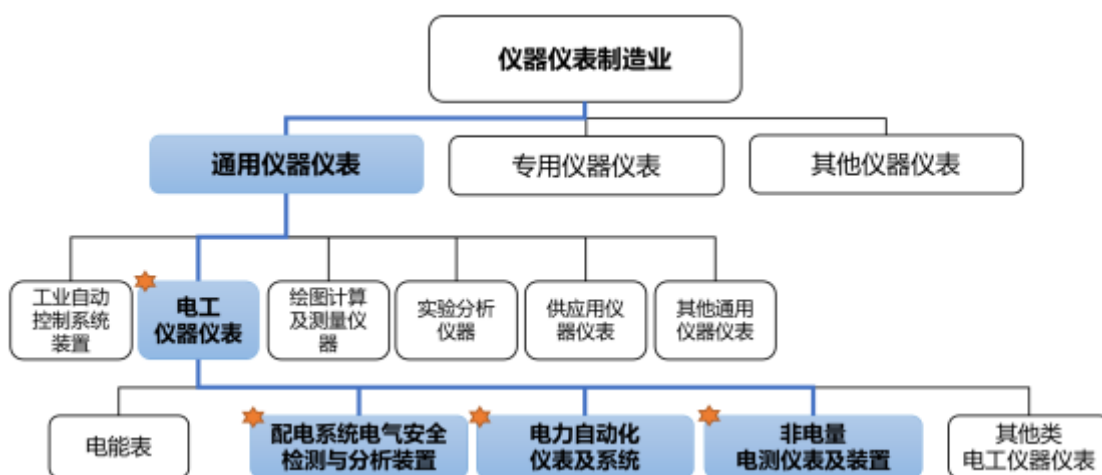 仪器仪表制造业
通用仪器仪表
专用仪器仪表
其他仪器仪表
工业自动
控制系统
装置
电工
仪器仪表
绘图计算
及测量仪
器
实验分析
仪器
供应用仪
器仪表
其他通用
仪器仪表
电能表
配电系统电气安全
检测与分析装置
电力自动化
仪表及系统
非电量
电测仪表及装置
其他类
电工仪器仪表